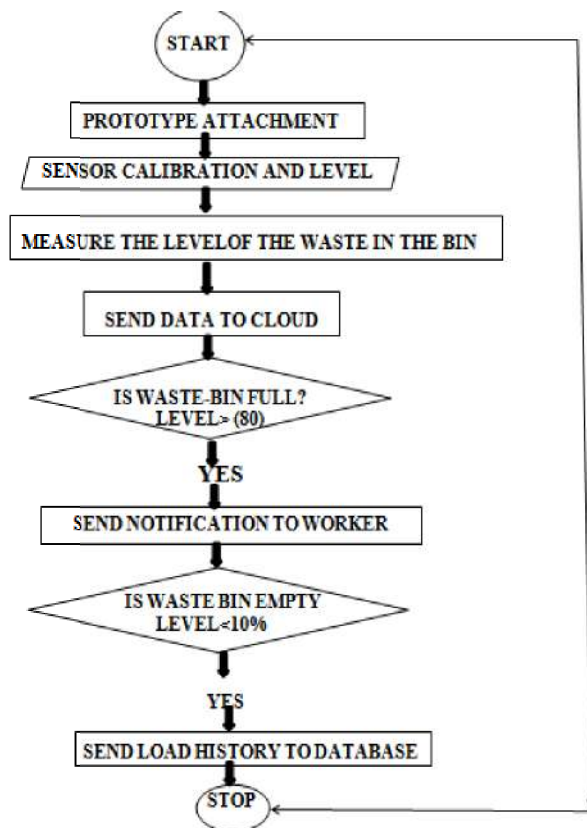 START
PROTOTYPE ATTACHMENT
SENSOR CALIBRATION AND LEVEL
MEASURE THE LEVELOF THE WASTE IN THE BIN
SEND DATA TO CLOUD
IS WASTE-BIN FULL?
LEVEL> (80)
YES
SEND NOTIFICATION TO WORKER
IS WASTE BIN EMPTY
LEVEL<10%
YES
SEND LOAD HISTORY TO DATABASE
STOP